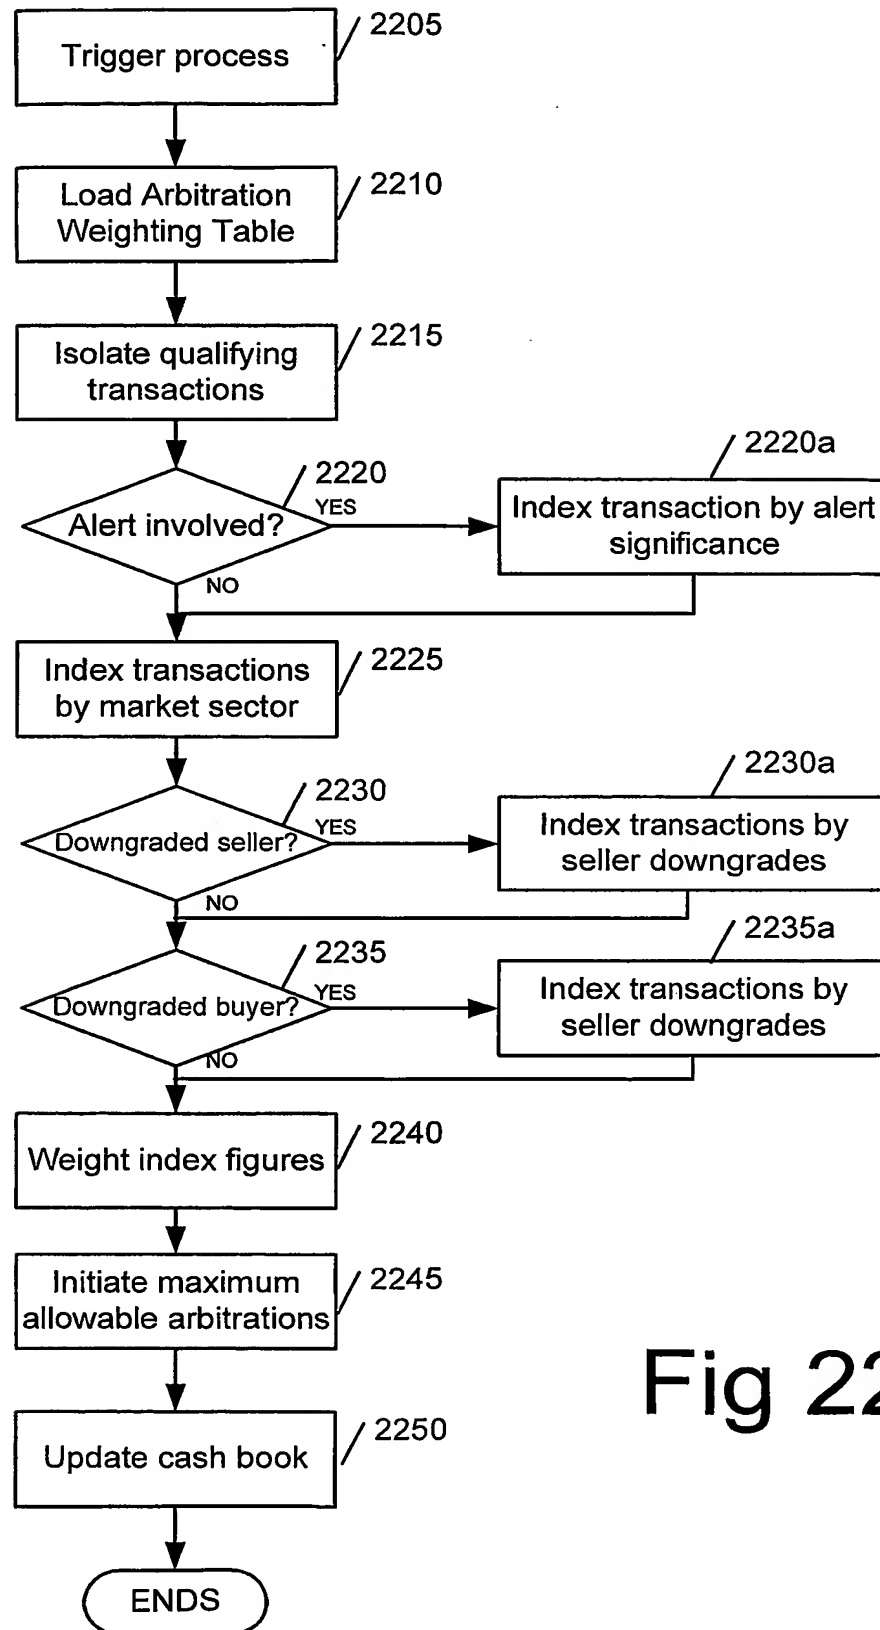 2205
Trigger process
2210
Load Arbitration
Weighting Table
2215
Isolate qualifying
transactions
2220
Alert involved?
YES
NO
2220a
Index transaction by alert
significance
2225
Index transactions
by market sector
2230
Downgraded seller?
YES
NO
2230a
Index transactions by
seller downgrades
2235
Downgraded buyer?
YES
NO
2235a
Index transactions by
seller downgrades
2240
Weight index figures
2245
Initiate maximum
allowable arbitrations
2250
Update cash book
ENDS
Fig 22